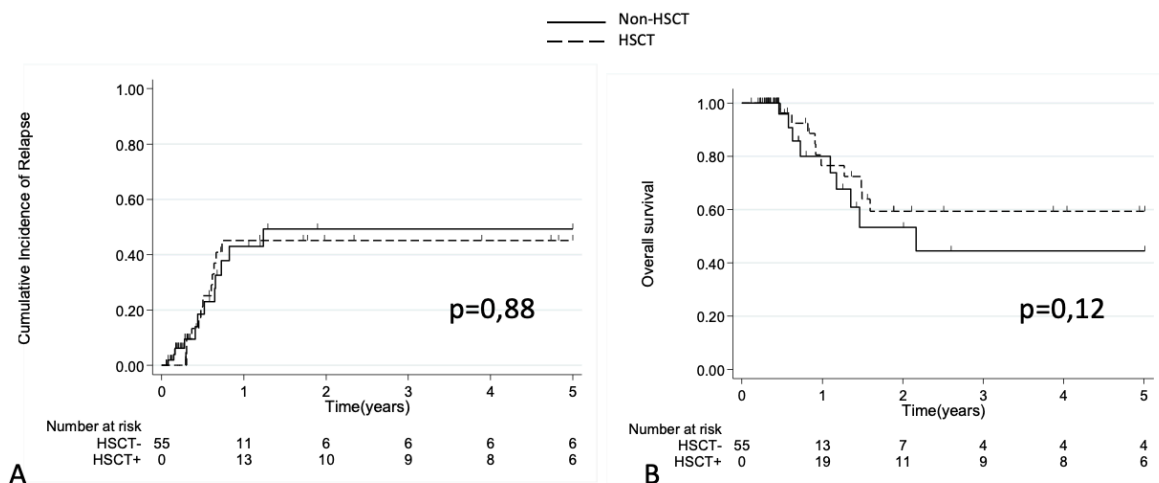 Non-HSCT
HSCT
Cumulative Incidence of Relapse
1.00
0.80
0.60
0.40
0.20
0.00
p=0,88
0 1 2 3 4 5
Time(years)
Number at risk
HSCT- 55 11 6 6 6 6
HSCT+ 0 13 10 9 8 6
A
Overall survival
1.00
0.80
0.60
0.40
0.20
0.00
p=0,12
0 1 2 3 4 5
Time(years)
Number at risk
HSCT- 55 13 7 4 4 4
HSCT+ 0 19 11 9 8 6
B